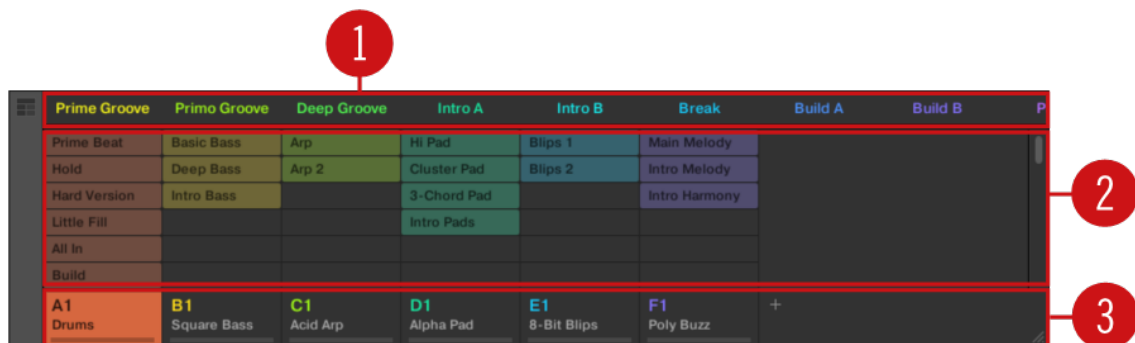 1
Prime Groove Primo Groove Deep Groove Intro A Intro B Break Build A Build B P
Prime Beat Basic Bass Arp Hi Pad Blips 1 Main Melody
Hold Deep Bass Arp 2 Cluster Pad Blips 2 Intro Melody
2
Hard Version Intro Bass 3-Chord Pad Intro Harmony
Little Fill Intro Pads
All In
Build
A1 B1 C1 D1 E1 F1 +
3
Drums Square Bass Acid Arp Alpha Pad 8-Bit Blips Poly Buzz